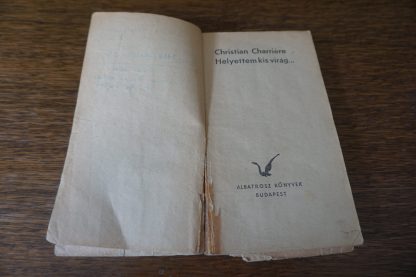 Christian Charrière
Helyettem kis virág...
ALBATROSZ KÖNYVEK
BUDAPEST